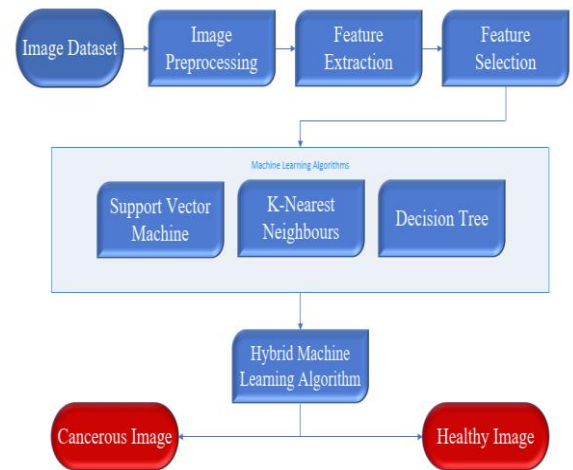 Image Dataset
Image
Preprocessing
Feature
Extraction
Feature
Selection
Machine Learning Algorithms
Support Vector
Machine
K-Nearest
Neighbours
Decision Tree
Hybrid Machine
Learning Algorithm
Cancerous Image
Healthy Image